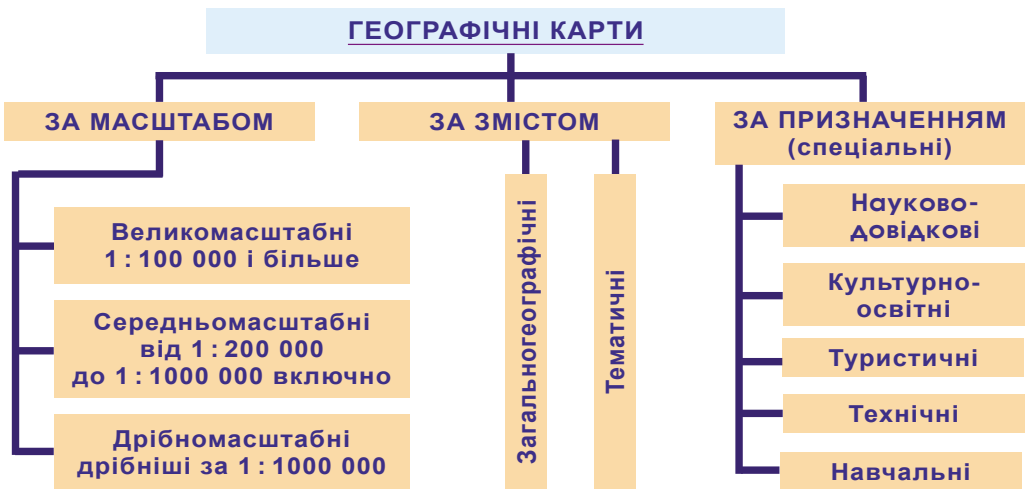 ГЕОГРАФІЧНІ КАРТИ
ЗА МАСШТАБОМ
Великомасштабні
1 : 100 000 і більше
Середньомасштабні
від 1 : 200 000
до 1 : 1000 000 включно
Дрібномасштабні
дрібніші за 1 : 1000 000
ЗА ЗМІСТОМ
Загальногеографічні
Тематичні
ЗА ПРИЗНАЧЕННЯМ
(спеціальні)
Науково-
довідкові
Культурно-
освітні
Туристичні
Технічні
Навчальні